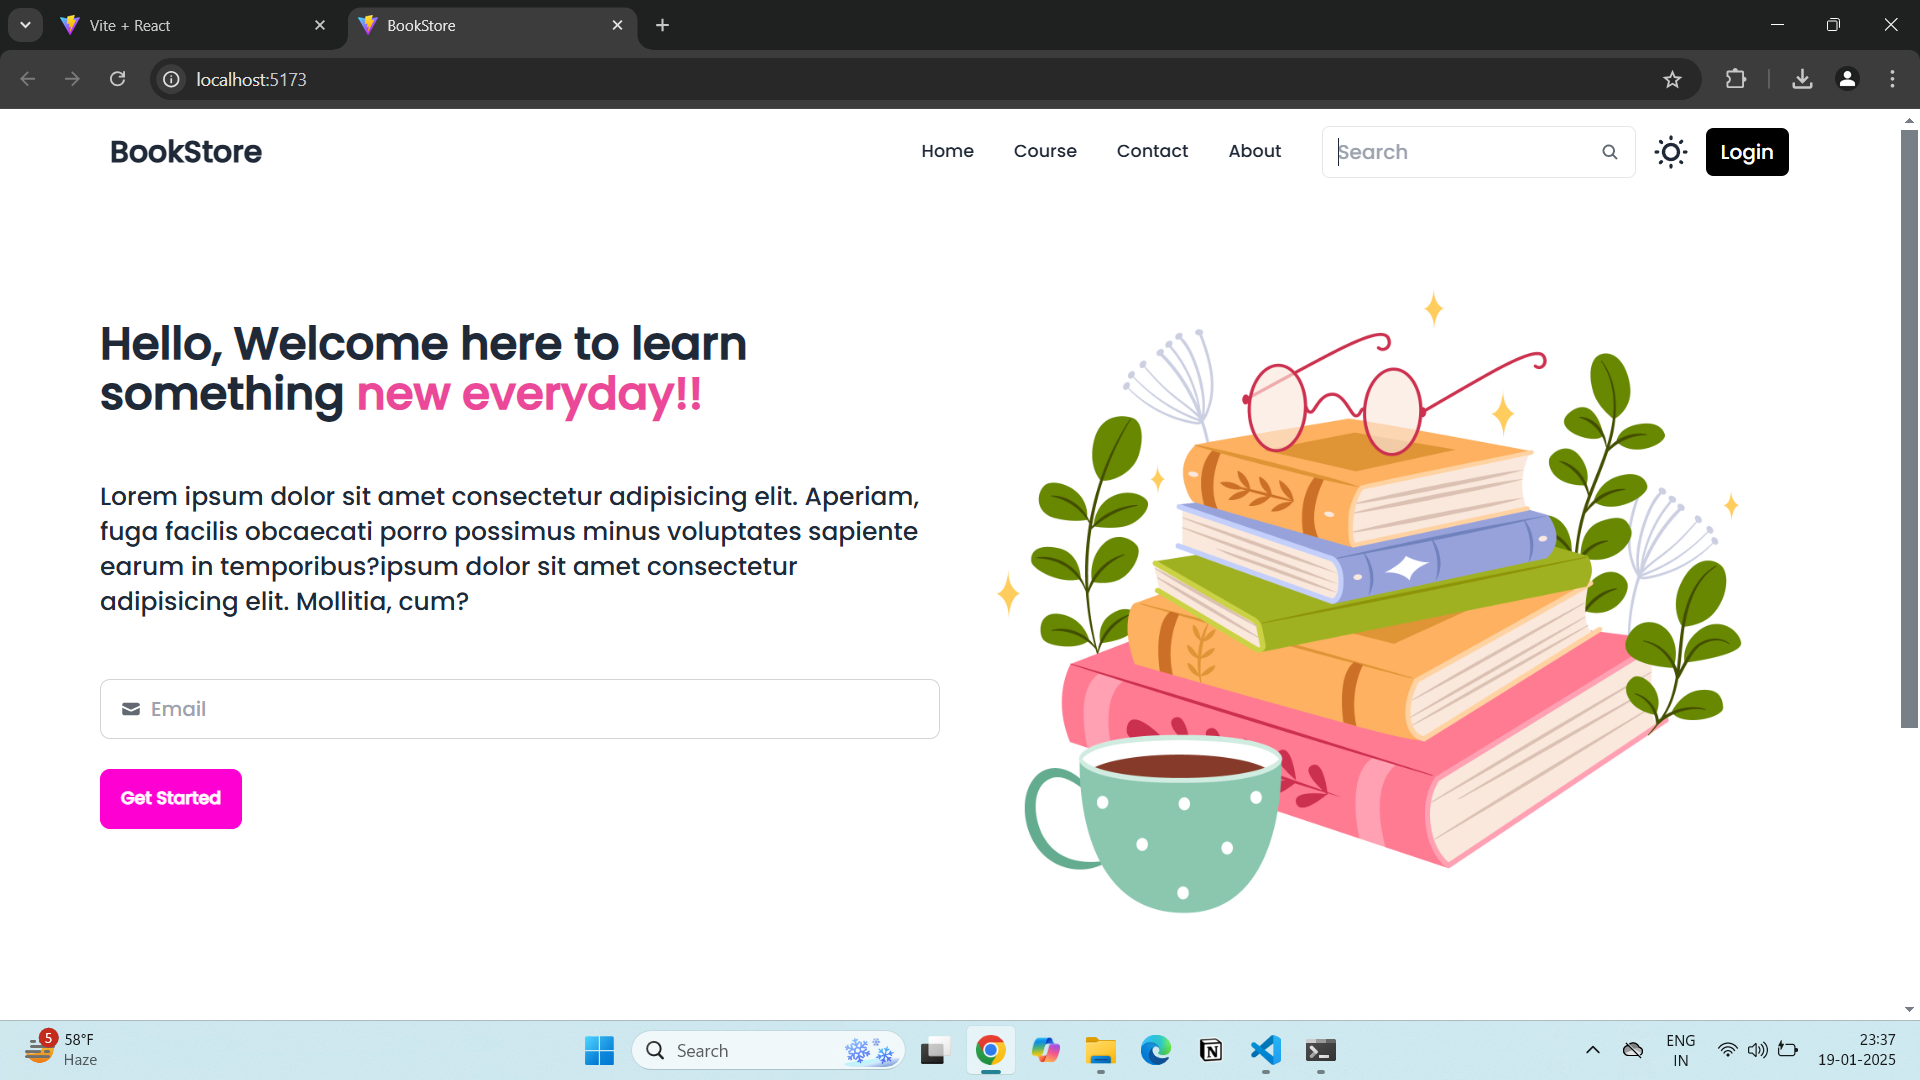 Vite + React
BookStore
localhost:5173
BookStore
Home
Course
Contact
About
Search
Login
Hello, Welcome here to learn
something new everyday!!
Lorem ipsum dolor sit amet consectetur adipisicing elit. Aperiam,
fuga facilis obcaecati porro possimus minus voluptates sapiente
earum in temporibus?ipsum dolor sit amet consectetur
adipisicing elit. Mollitia, cum?
Email
Get Started
5
58°F
Haze
Search
ENG
IN
23:37
19-01-2025